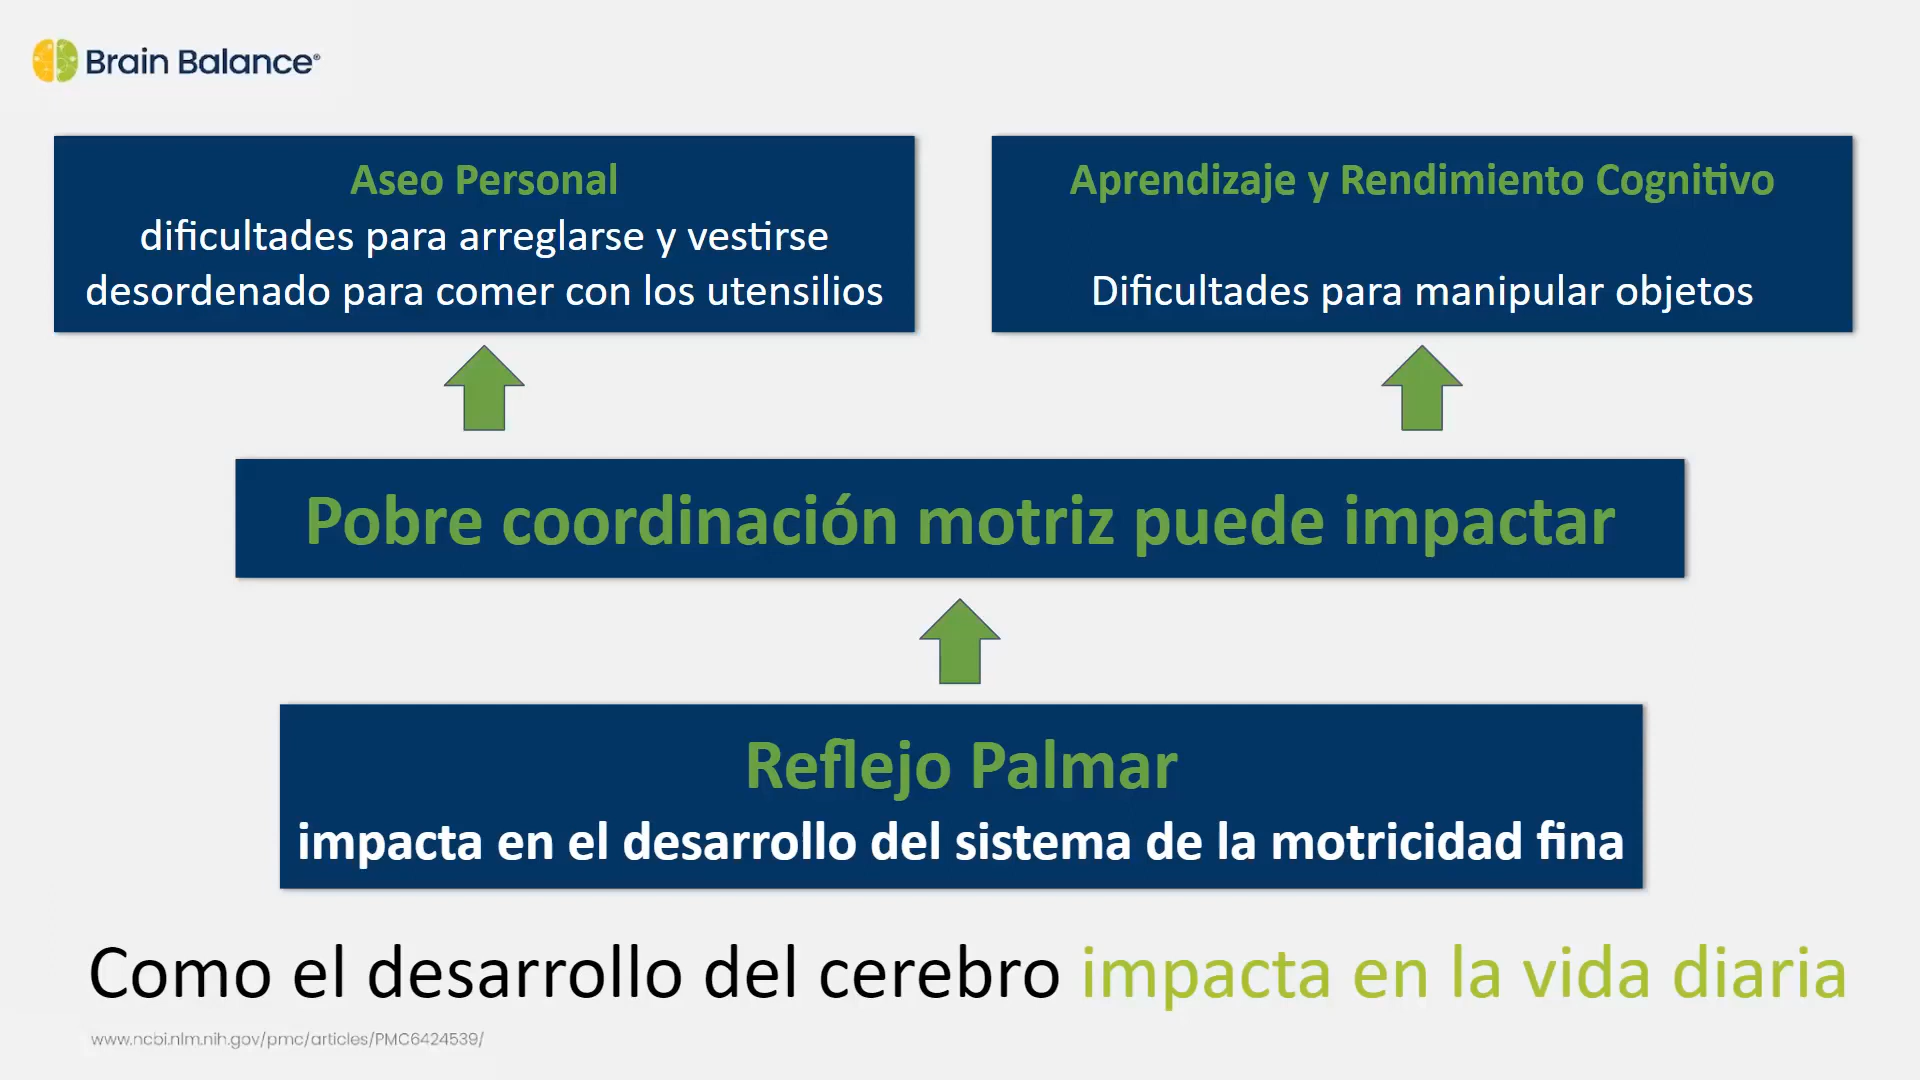 Brain Balance®
Aseo Personal
dificultades para arreglarse y vestirse
desordenado para comer con los utensilios
Aprendizaje y Rendimiento Cognitivo
Dificultades para manipular objetos
Pobre coordinación motriz puede impactar
Reflejo Palmar
impacta en el desarrollo del sistema de la motricidad fina
Como el desarrollo del cerebro impacta en la vida diaria
www.ncbi.nlm.nih.gov/pmc/articles/PMC6424539/